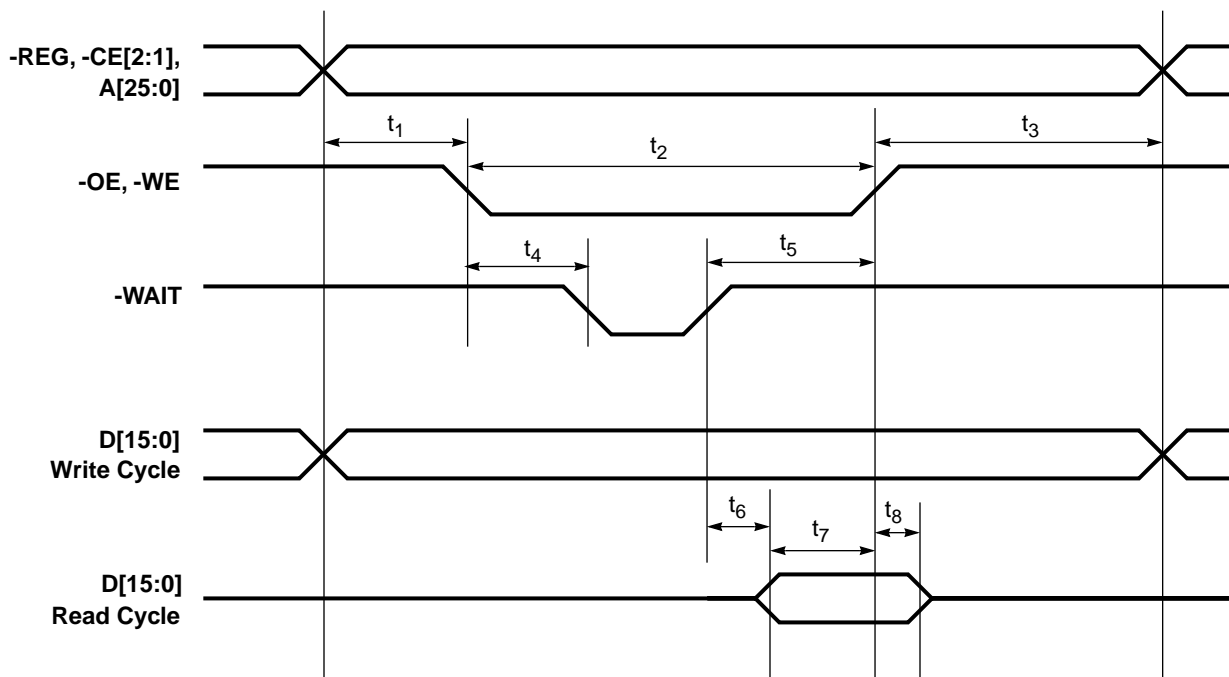 -REG, -CE[2:1],
A[25:0]
t1
t2
t3
-OE, -WE
t4
t5
-WAIT
D[15:0]
Write Cycle
t6
t7
t8
D[15:0]
Read Cycle